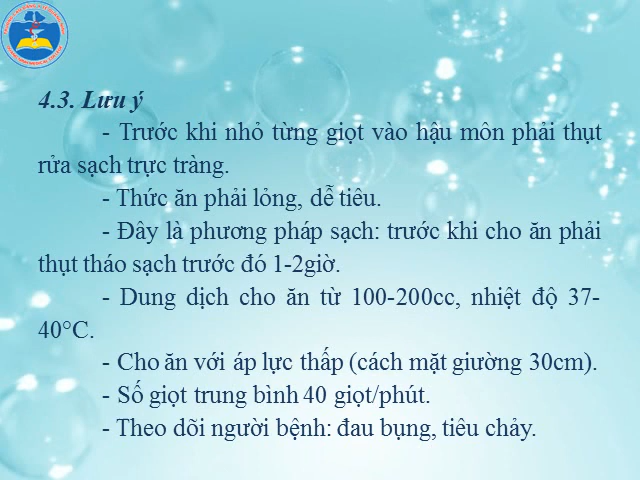 4.3. Lưu ý
- Trước khi nhỏ từng giọt vào hậu môn phải thụt
rửa sạch trực tràng.
- Thức ăn phải lỏng, dễ tiêu.
- Đây là phương pháp sạch: trước khi cho ăn phải
thụt tháo sạch trước đó 1-2giờ.
- Dung dịch cho ăn từ 100-200cc, nhiệt độ 37-
40°C.
- Cho ăn với áp lực thấp (cách mặt giường 30cm).
- Số giọt trung bình 40 giọt/phút.
- Theo dõi người bệnh: đau bụng, tiêu chảy.